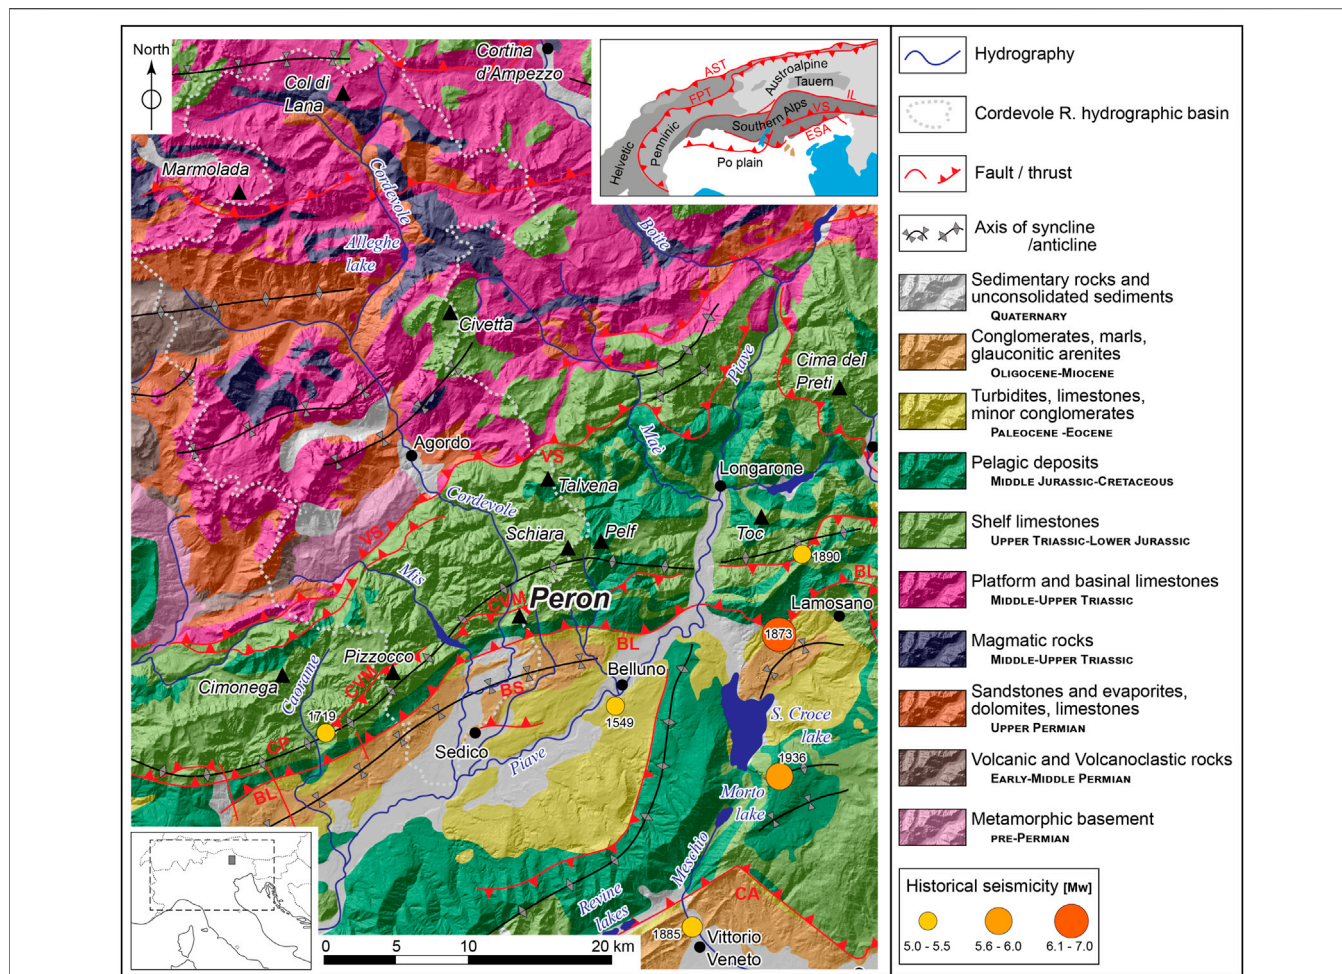 North
Cortina
d'Ampezzo
Col di
Lana
Marmolada
Cordevole
Alleghe
lake
Boite
Civetta
Piave
Cima dei
Preti
Maè
Agordo
VS
Longarone
Talvena
Cordevole
Schiara
Pelf
Toc
VS
Mis
1890
BL
CVM
Peron
Lamosano
1873
BL
Pizzocco
Belluno
Cimonega
Caorame
CVM
BS
1719
1549
S. Croce
lake
CP
Sedico
Piave
1936
BL
Morto
lake
Meschio
CA
Revine
lakes
1885
Vittorio
Veneto
0 5 10 20 km
AST
Austroalpine
Tauern
FPT
IL
Southern Alps
VS
ESA
Penninic
Helvetic
Po plain
Hydrography
Cordevole R. hydrographic basin
Fault / thrust
Axis of syncline
/anticline
Sedimentary rocks and
unconsolidated sediments
QUATERNARY
Conglomerates, marls,
glauconitic arenites
OLIGOCENE-MIOCENE
Turbidites, limestones,
minor conglomerates
PALEOCENE -EOCENE
Pelagic deposits
MIDDLE JURASSIC-CRETACEOUS
Shelf limestones
UPPER TRIASSIC-LOWER JURASSIC
Platform and basinal limestones
MIDDLE-UPPER TRIASSIC
Magmatic rocks
MIDDLE-UPPER TRIASSIC
Sandstones and evaporites,
dolomites, limestones
UPPER PERMIAN
Volcanic and Volcanoclastic rocks
EARLY-MIDDLE PERMIAN
Metamorphic basement
PRE-PERMIAN
Historical seismicity [Mw]
5.0 - 5.5 5.6 - 6.0 6.1 - 7.0